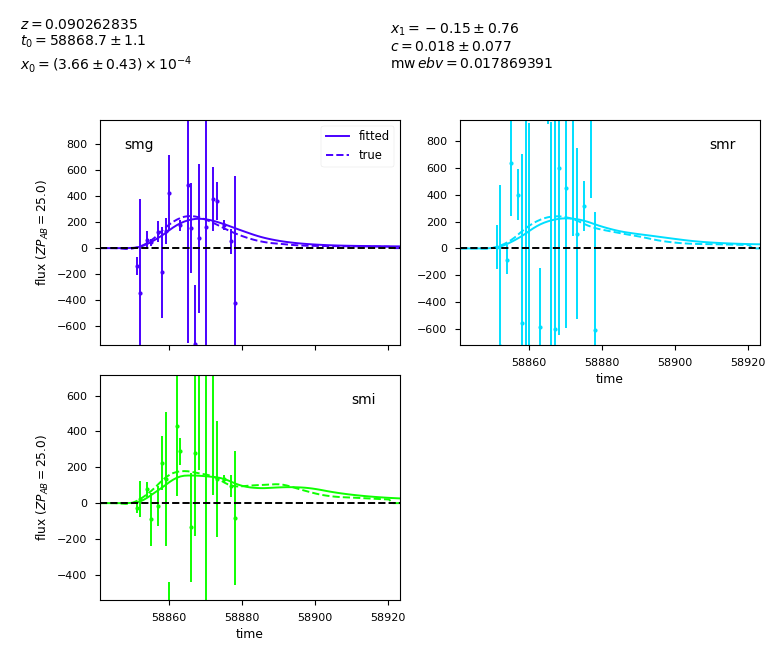 z = 0.090262835
t₀ = 58868.7 ± 1.1
x₀ = (3.66 ± 0.43) × 10⁻⁴
x₁ = −0.15 ± 0.76
c = 0.018 ± 0.077
mw ebv = 0.017869391
smg
fitted
true
flux (ZP_AB = 25.0)
800
600
400
200
0
−200
−400
−600
smr
800
600
400
200
0
−200
−400
−600
58860 58880 58900 58920
time
smi
flux (ZP_AB = 25.0)
600
400
200
0
−200
−400
58860 58880 58900 58920
time